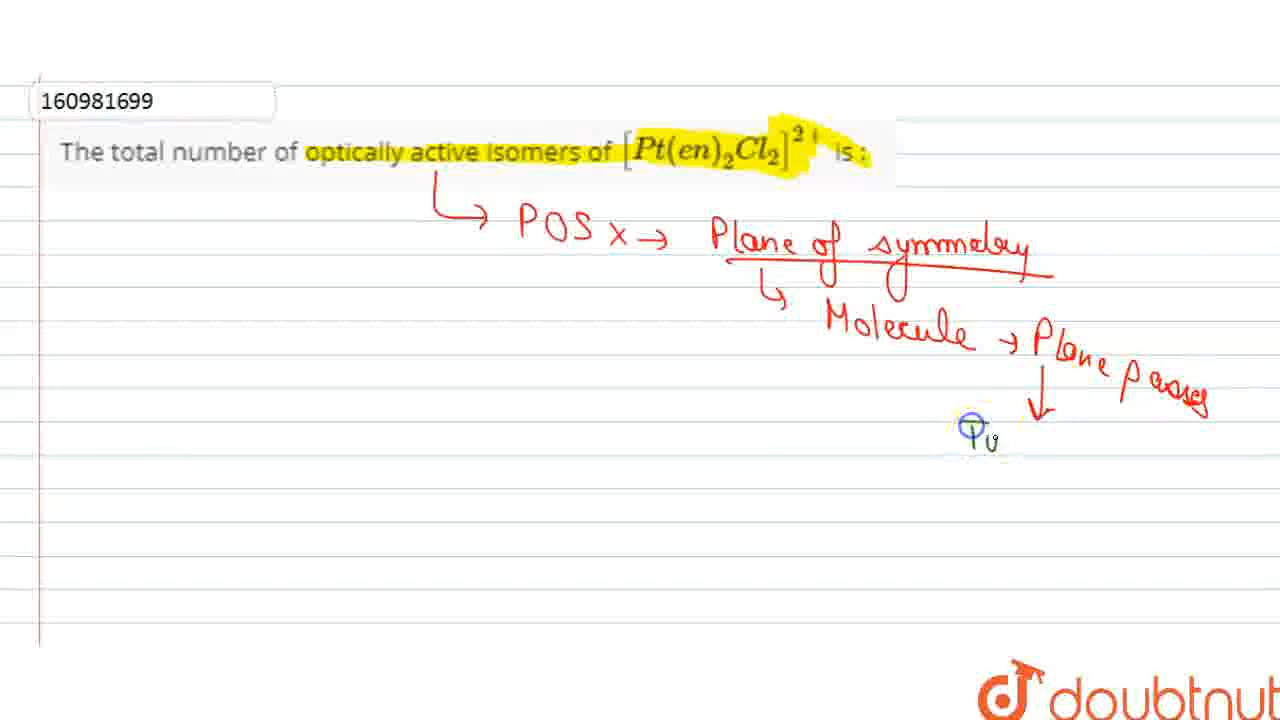 160981699
The total number of optically active isomers of [Pt(en)₂Cl₂]²⁺ is :
POS x → Plane of symmetry
Molecule → Plane passes
Tu
doubtnut